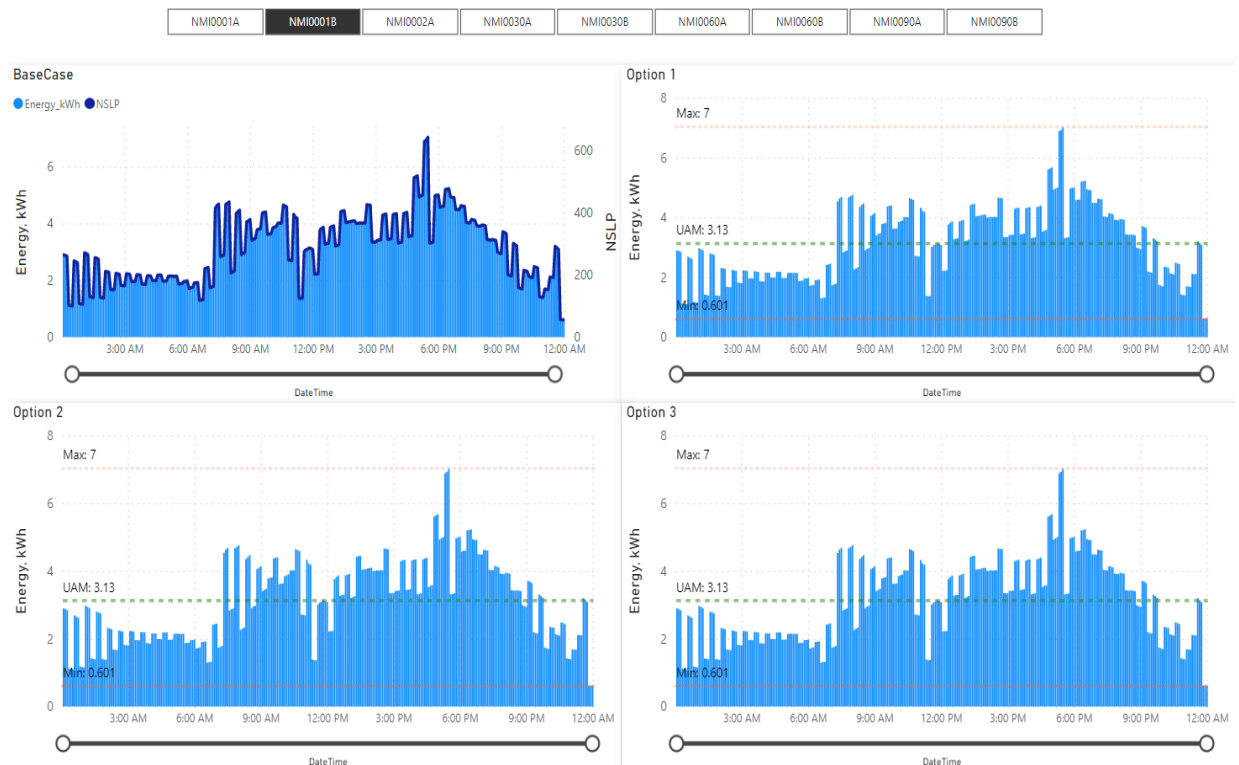 NMI0001A NMI0001B NMI0002A NMI0030A NMI0030B NMI0060A NMI0060B NMI0090A NMI0090B
BaseCase
Energy_kWh NSLP
Energy. kWh
6
4
2
0
600
400
200
0
NSLP
3:00 AM 6:00 AM 9:00 AM 12:00 PM 3:00 PM 6:00 PM 9:00 PM 12:00 AM
DateTime
Option 1
Energy. kWh
8
6
4
2
0
Max: 7
UAM: 3.13
Min: 0.601
3:00 AM 6:00 AM 9:00 AM 12:00 PM 3:00 PM 6:00 PM 9:00 PM 12:00 AM
DateTime
Option 2
Energy. kWh
8
6
4
2
0
Max: 7
UAM: 3.13
Min: 0.601
3:00 AM 6:00 AM 9:00 AM 12:00 PM 3:00 PM 6:00 PM 9:00 PM 12:00 AM
DateTime
Option 3
Energy. kWh
8
6
4
2
0
Max: 7
UAM: 3.13
Min: 0.601
3:00 AM 6:00 AM 9:00 AM 12:00 PM 3:00 PM 6:00 PM 9:00 PM 12:00 AM
DateTime